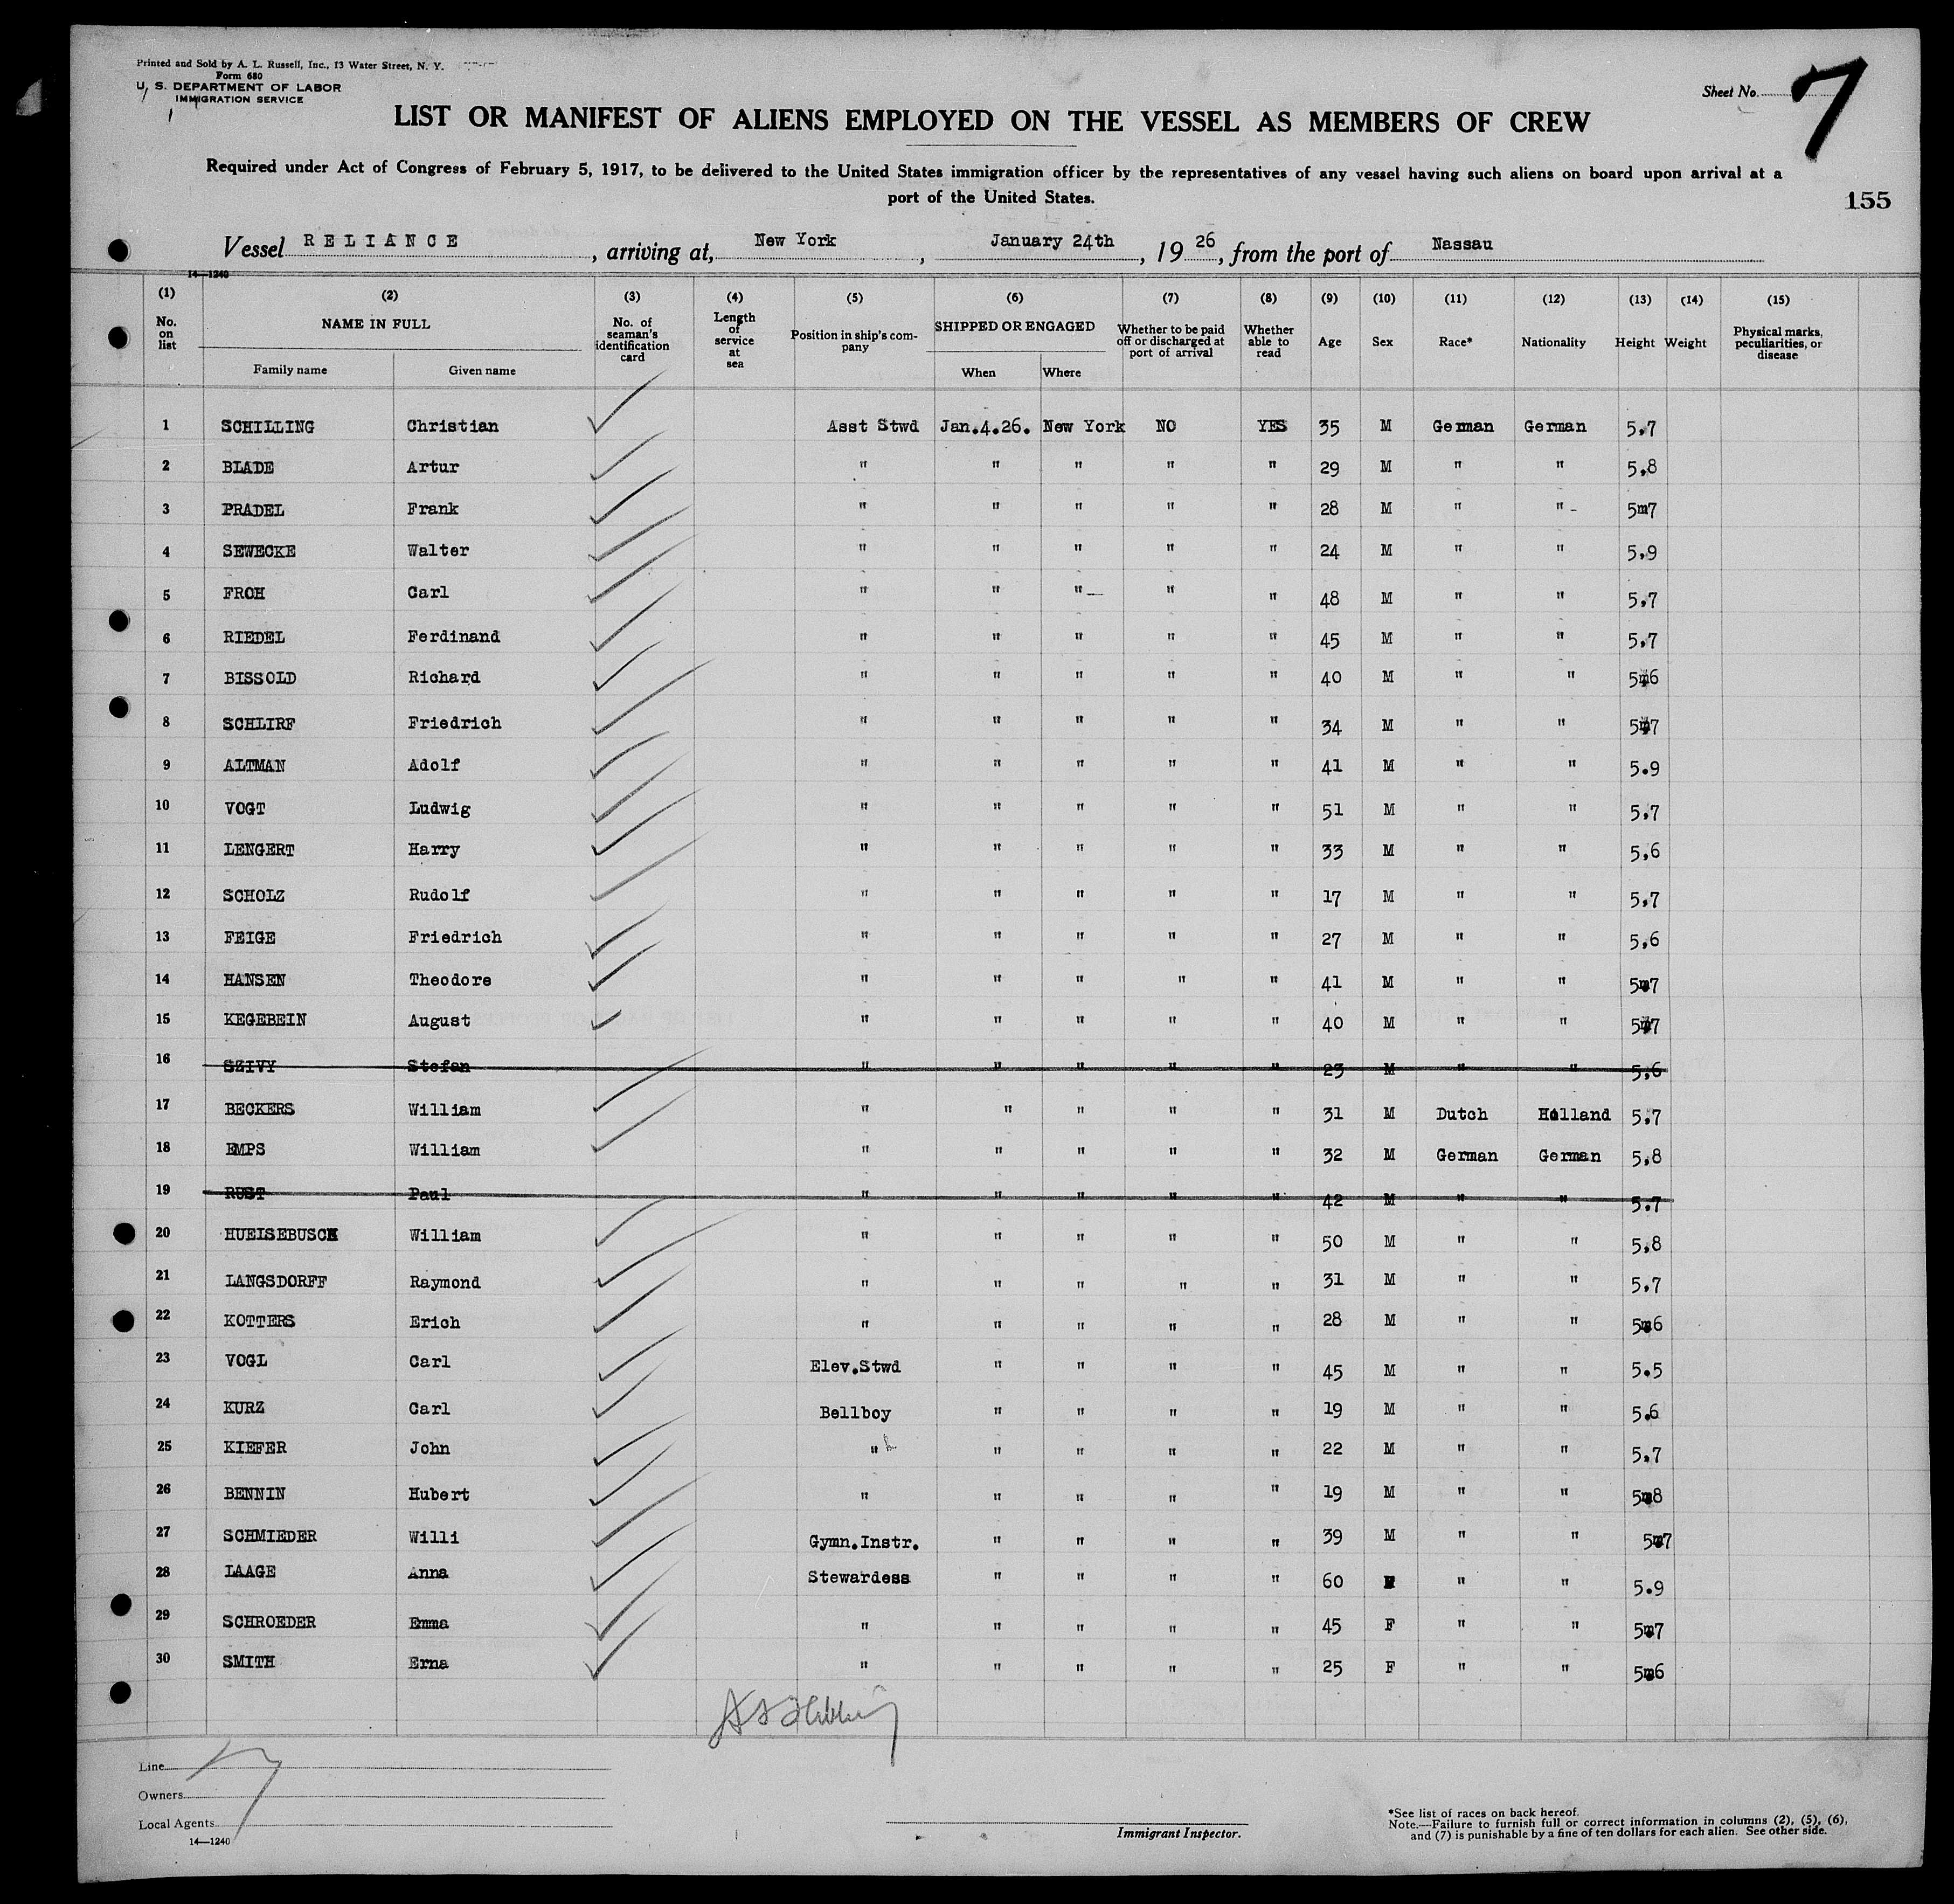 Printed and Sold by A. L. Russell, Inc., 13 Water Street, N. Y.
Form 680
U. S. DEPARTMENT OF LABOR
IMMIGRATION SERVICE
Sheet No. 7
LIST OR MANIFEST OF ALIENS EMPLOYED ON THE VESSEL AS MEMBERS OF CREW
Required under Act of Congress of February 5, 1917, to be delivered to the United States immigration officer by the representatives of any vessel having such aliens on board upon arrival at a
port of the United States.
155
Vessel RELIANCE, arriving at, New York, January 24th, 1926, from the port of Nassau
14—1240
(1) (2) (3) (4) (5) (6) (7) (8) (9) (10) (11) (12) (13) (14) (15)
No. on list NAME IN FULL Family name Given name No. of seaman's identification card Length of service at sea Position in ship's company SHIPPED OR ENGAGED When Where Whether to be paid off or discharged at port of arrival Whether able to read Age Sex Race* Nationality Height Weight Physical marks, peculiarities, or disease
1 SCHILLING Christian Asst Stwd Jan.4.26. New York NO YES 35 M German German 5,7
2 BLADE Artur " " " " " 29 M " " 5,8
3 PRADEL Frank " " " " " 28 M " " - 5m7
4 SEWECKE Walter " " " " " 24 M " " 5,9
5 FROH Carl " " "— " " 48 M " " 5,7
6 RIEDEL Ferdinand " " " " " 45 M " " 5,7
7 BISSOLD Richard " " " " " 40 M " " 5,6
8 SCHLIRF Friedrich " " " " " 34 M " " 5,7
9 ALTMAN Adolf " " " " " 41 M " " 5.9
10 VOGT Ludwig " " " " " 51 M " " 5,7
11 LENGERT Harry " " " " " 33 M " " 5,6
12 SCHOLZ Rudolf " " " " " 17 M " " 5,7
13 FEIGE Friedrich " " " " " 27 M " " 5,6
14 HANSEN Theodore " " " " " 41 M " " 5,7
15 KEGEBEIN August " " " " " 40 M " " 5,7
16 SZIVY Stefan " " " " " 23 M " " 5,6
17 BECKERS William " " " " " 31 M Dutch Holland 5,7
18 EMPS William " " " " " 32 M German German 5,8
19 RUST Paul " " " " " 42 M " " 5.7
20 HUEISEBUSCH William " " " " " 50 M " " 5,8
21 LANGSDORFF Raymond " " " " " 31 M " " 5,7
22 KOTTERS Erich " " " " " 28 M " " 5,6
23 VOGL Carl Elev.Stwd " " " " 45 M " " 5.5
24 KURZ Carl Bellboy " " " " 19 M " " 5.6
25 KIEFER John " " " " " 22 M " " 5,7
26 BENNIN Hubert " " " " " 19 M " " 5,8
27 SCHMIEDER Willi Gymn.Instr. " " " " 39 M " " 5,7
28 LAAGE Anna Stewardess " " " " 60 F " " 5.9
29 SCHROEDER Emma " " " " " 45 F " " 5,7
30 SMITH Erna " " " " " 25 F " " 5,6
Line
Owners
Local Agents
14—1240
Immigrant Inspector.
*See list of races on back hereof.
Note.—Failure to furnish full or correct information in columns (2), (5), (6),
and (7) is punishable by a fine of ten dollars for each alien. See other side.